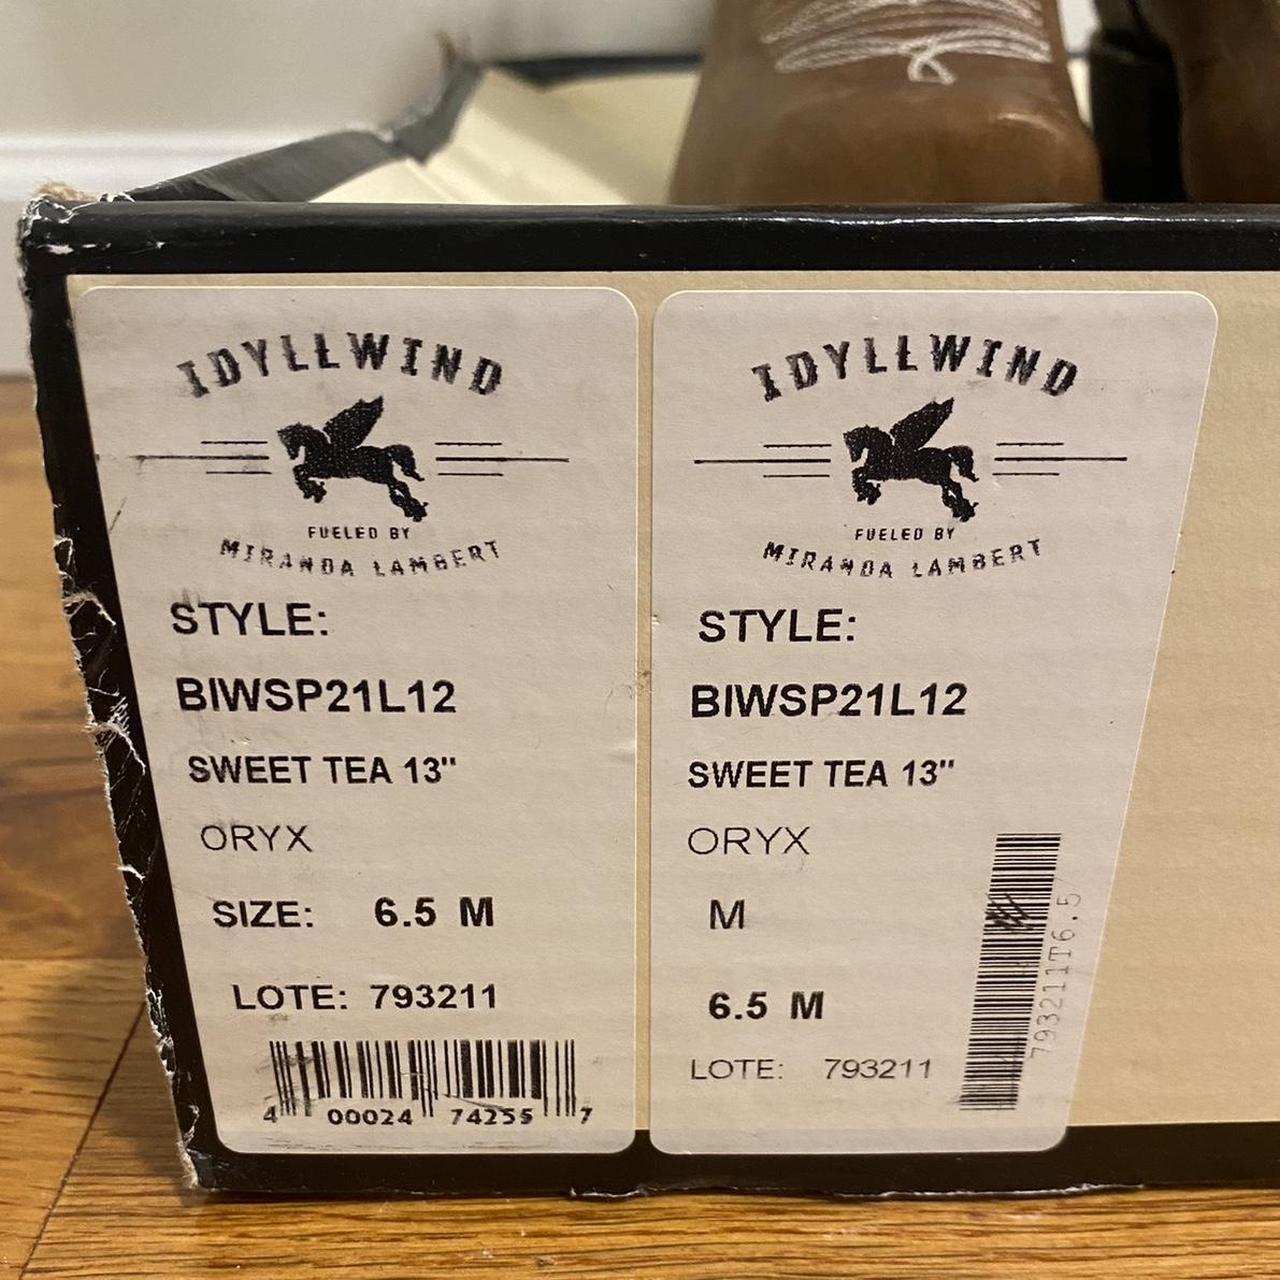 IDYLLWIND
FUELED BY
MIRANDA LAMBERT
STYLE:
BIWSP21L12
SWEET TEA 13"
ORYX
SIZE: 6.5 M
LOTE: 793211
4 00024 74255 7
IDYLLWIND
FUELED BY
MIRANDA LAMBERT
STYLE:
BIWSP21L12
SWEET TEA 13"
ORYX
M
6.5 M
LOTE: 793211
793211T6.5